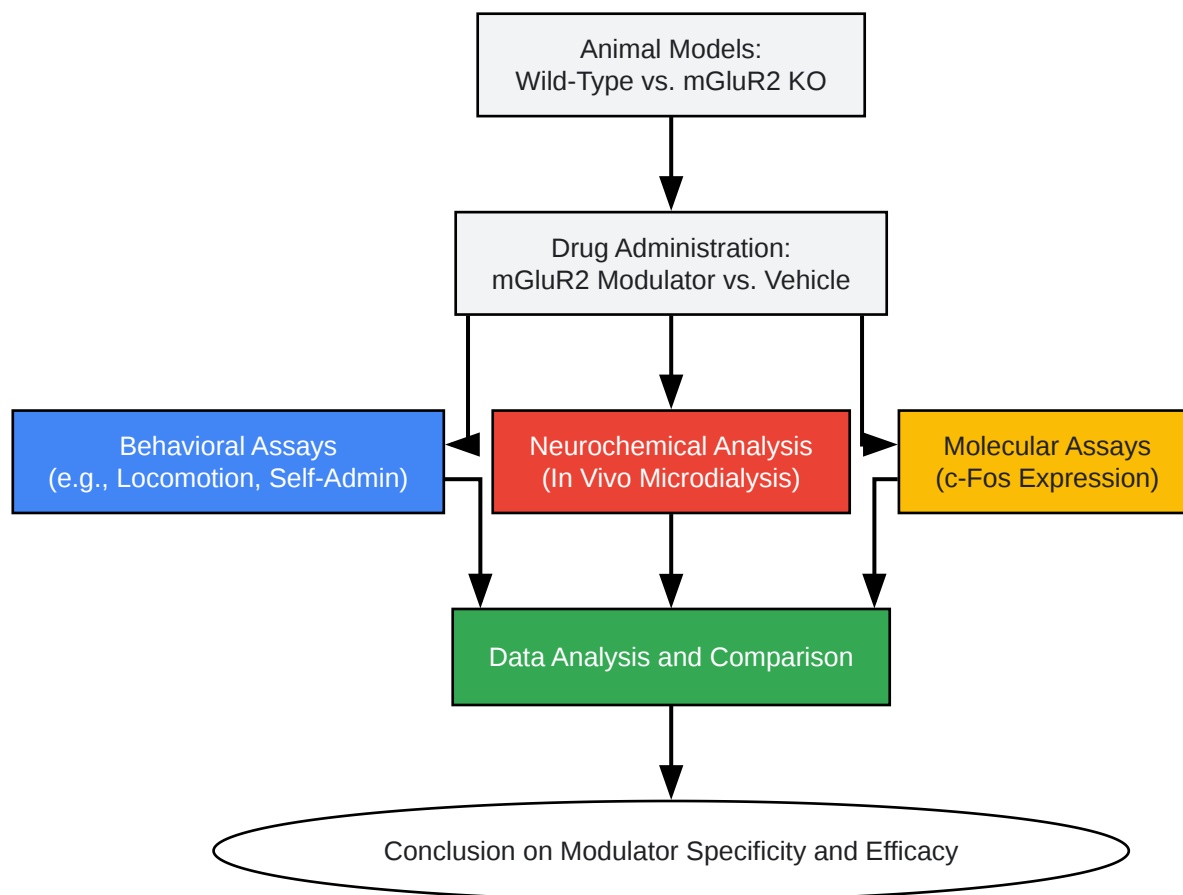 Animal Models:
Wild-Type vs. mGluR2 KO
Drug Administration:
mGluR2 Modulator vs. Vehicle
Behavioral Assays
(e.g., Locomotion, Self-Admin)
Neurochemical Analysis
(In Vivo Microdialysis)
Molecular Assays
(c-Fos Expression)
Data Analysis and Comparison
Conclusion on Modulator Specificity and Efficacy